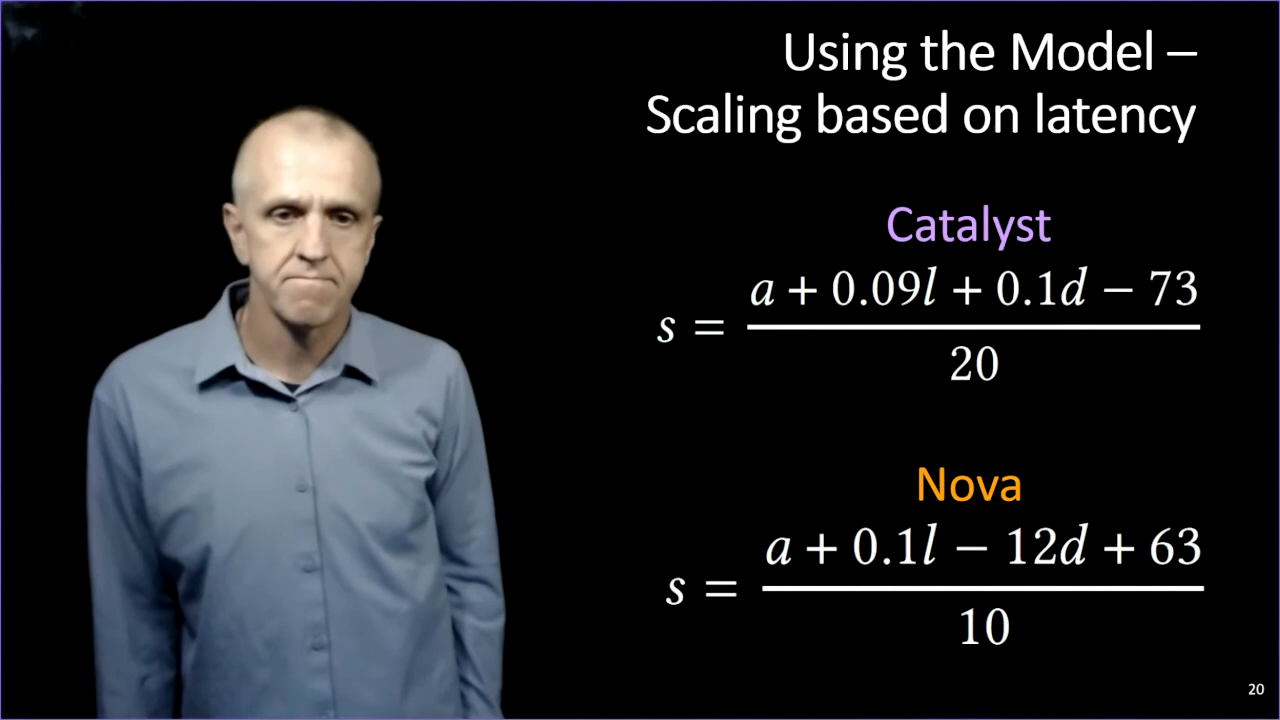 Using the Model –
Scaling based on latency
Catalyst
s = (a + 0.09l + 0.1d − 73) / 20
Nova
s = (a + 0.1l − 12d + 63) / 10
20